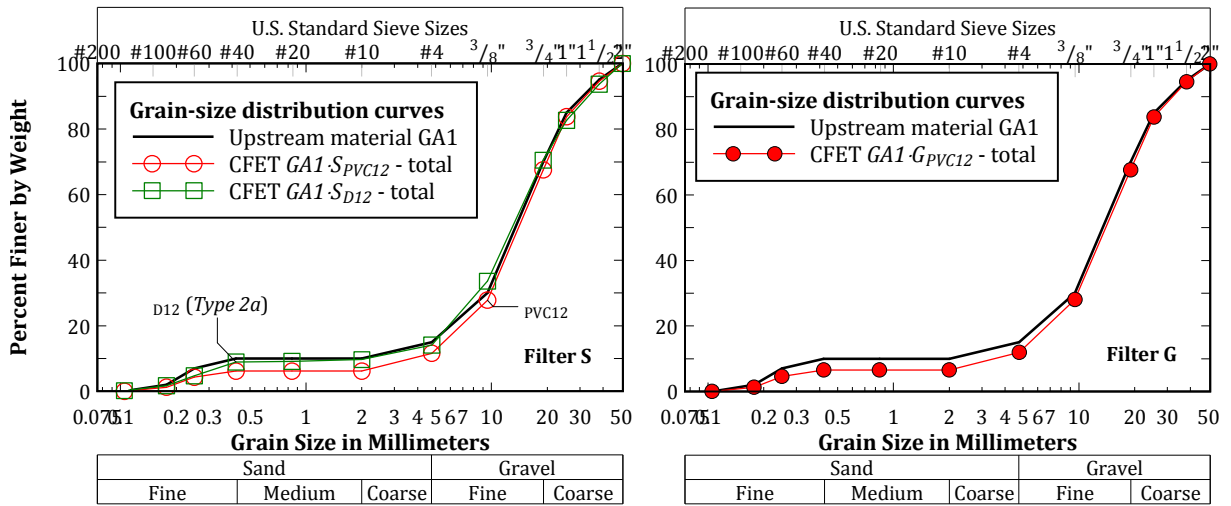 U.S. Standard Sieve Sizes
#200 #100 #60 #40 #20 #10 #4 3/8" 3/4" 1" 1 1/2" 2"
100
80
60
40
20
0
Percent Finer by Weight
Grain-size distribution curves
Upstream material GA1
CFET GA1·S_PVC12 - total
CFET GA1·S_D12 - total
D12 (Type 2a)
PVC12
Filter S
0.075 0.1 0.2 0.3 0.5 1 2 3 4 5 6 7 10 20 30 50
Grain Size in Millimeters
Sand Gravel
Fine Medium Coarse Fine Coarse
U.S. Standard Sieve Sizes
#200 #100 #60 #40 #20 #10 #4 3/8" 3/4" 1" 1 1/2" 2"
100
80
60
40
20
0
Grain-size distribution curves
Upstream material GA1
CFET GA1·G_PVC12 - total
Filter G
0.075 0.1 0.2 0.3 0.5 1 2 3 4 5 6 7 10 20 30 50
Grain Size in Millimeters
Sand Gravel
Fine Medium Coarse Fine Coarse